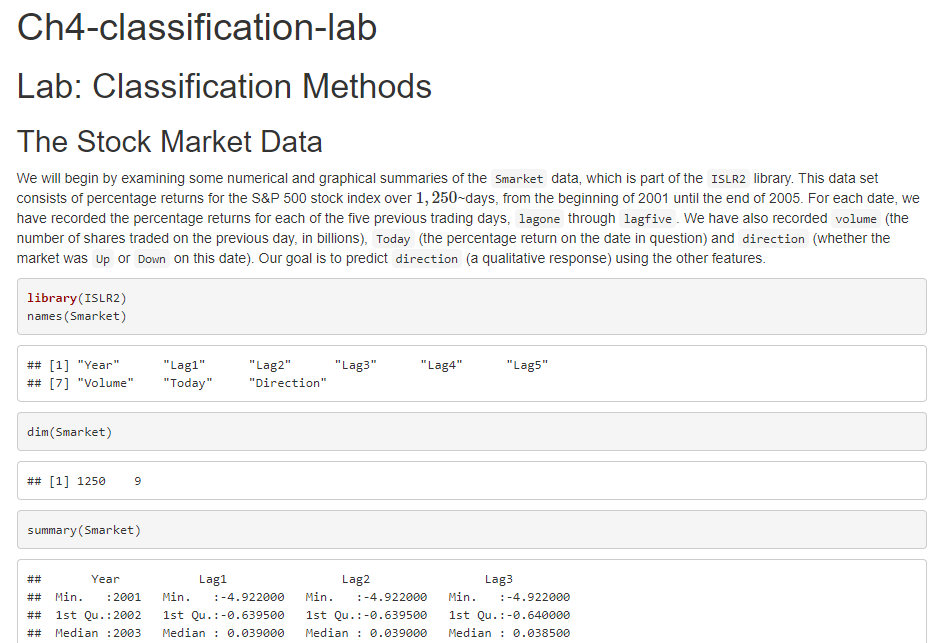 Ch4-classification-lab
Lab: Classification Methods
The Stock Market Data
We will begin by examining some numerical and graphical summaries of the Smarket data, which is part of the ISLR2 library. This data set
consists of percentage returns for the S&P 500 stock index over 1,250~days, from the beginning of 2001 until the end of 2005. For each date, we
have recorded the percentage returns for each of the five previous trading days, lagone through lagfive . We have also recorded volume (the
number of shares traded on the previous day, in billions), Today (the percentage return on the date in question) and direction (whether the
market was Up or Down on this date). Our goal is to predict direction (a qualitative response) using the other features.
library(ISLR2)
names(Smarket)
## [1] "Year"      "Lag1"      "Lag2"      "Lag3"      "Lag4"      "Lag5"
## [7] "Volume"    "Today"     "Direction"
dim(Smarket)
## [1] 1250    9
summary(Smarket)
##       Year           Lag1                Lag2                Lag3
##  Min.   :2001   Min.   :-4.922000   Min.   :-4.922000   Min.   :-4.922000
##  1st Qu.:2002   1st Qu.:-0.639500   1st Qu.:-0.639500   1st Qu.:-0.640000
##  Median :2003   Median : 0.039000   Median : 0.039000   Median : 0.038500